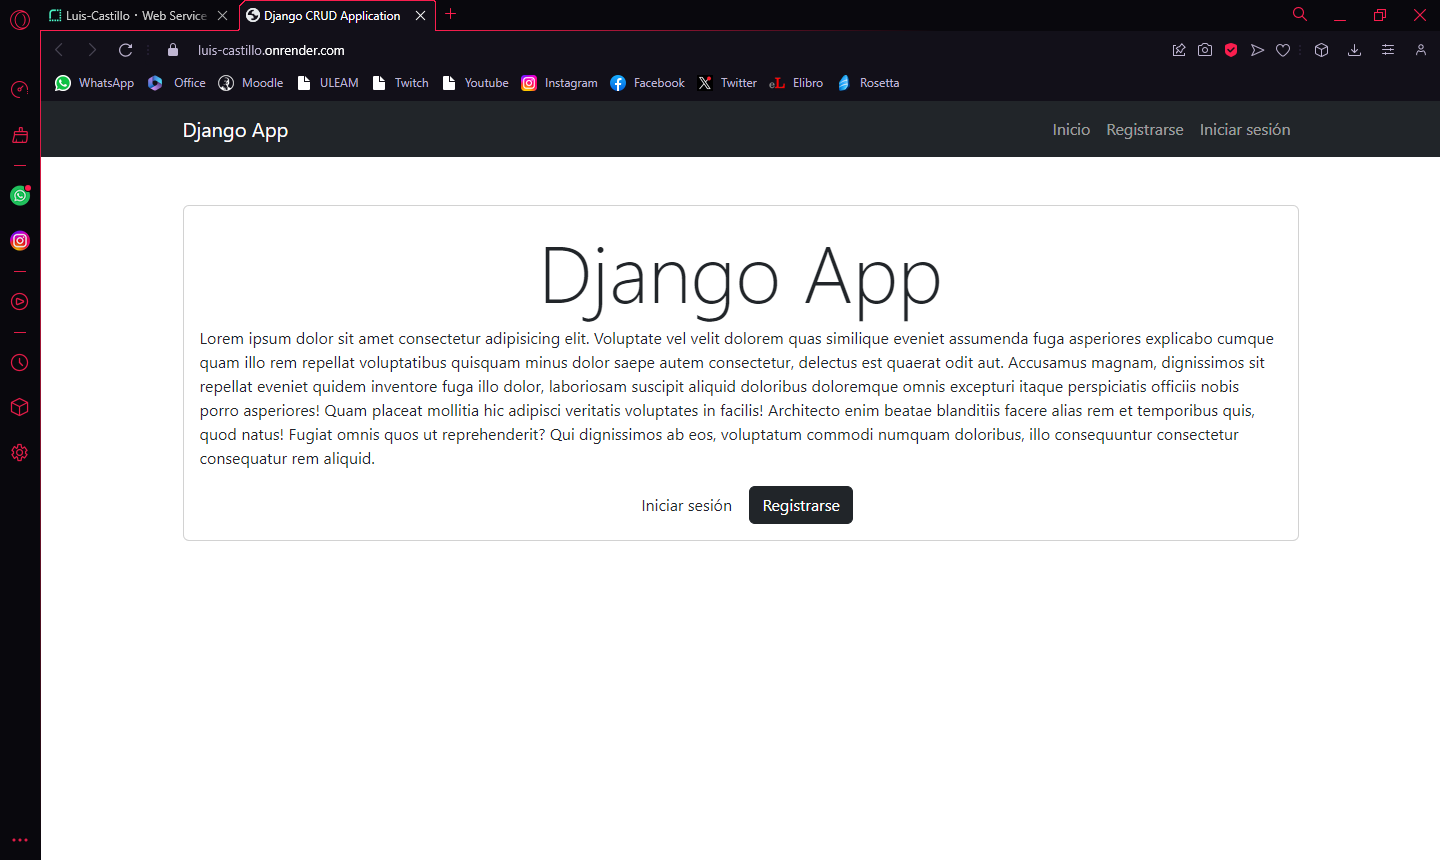 Luis-Castillo · Web Service
Django CRUD Application
luis-castillo.onrender.com
WhatsApp Office Moodle ULEAM Twitch Youtube Instagram Facebook Twitter Elibro Rosetta
Django App Inicio Registrarse Iniciar sesión
Django App
Lorem ipsum dolor sit amet consectetur adipisicing elit. Voluptate vel velit dolorem quas similique eveniet assumenda fuga asperiores explicabo cumque
quam illo rem repellat voluptatibus quisquam minus dolor saepe autem consectetur, delectus est quaerat odit aut. Accusamus magnam, dignissimos sit
repellat eveniet quidem inventore fuga illo dolor, laboriosam suscipit aliquid doloribus doloremque omnis excepturi itaque perspiciatis officiis nobis
porro asperiores! Quam placeat mollitia hic adipisci veritatis voluptates in facilis! Architecto enim beatae blanditiis facere alias rem et temporibus quis,
quod natus! Fugiat omnis quos ut reprehenderit? Qui dignissimos ab eos, voluptatum commodi numquam doloribus, illo consequuntur consectetur
consequatur rem aliquid.
Iniciar sesión Registrarse